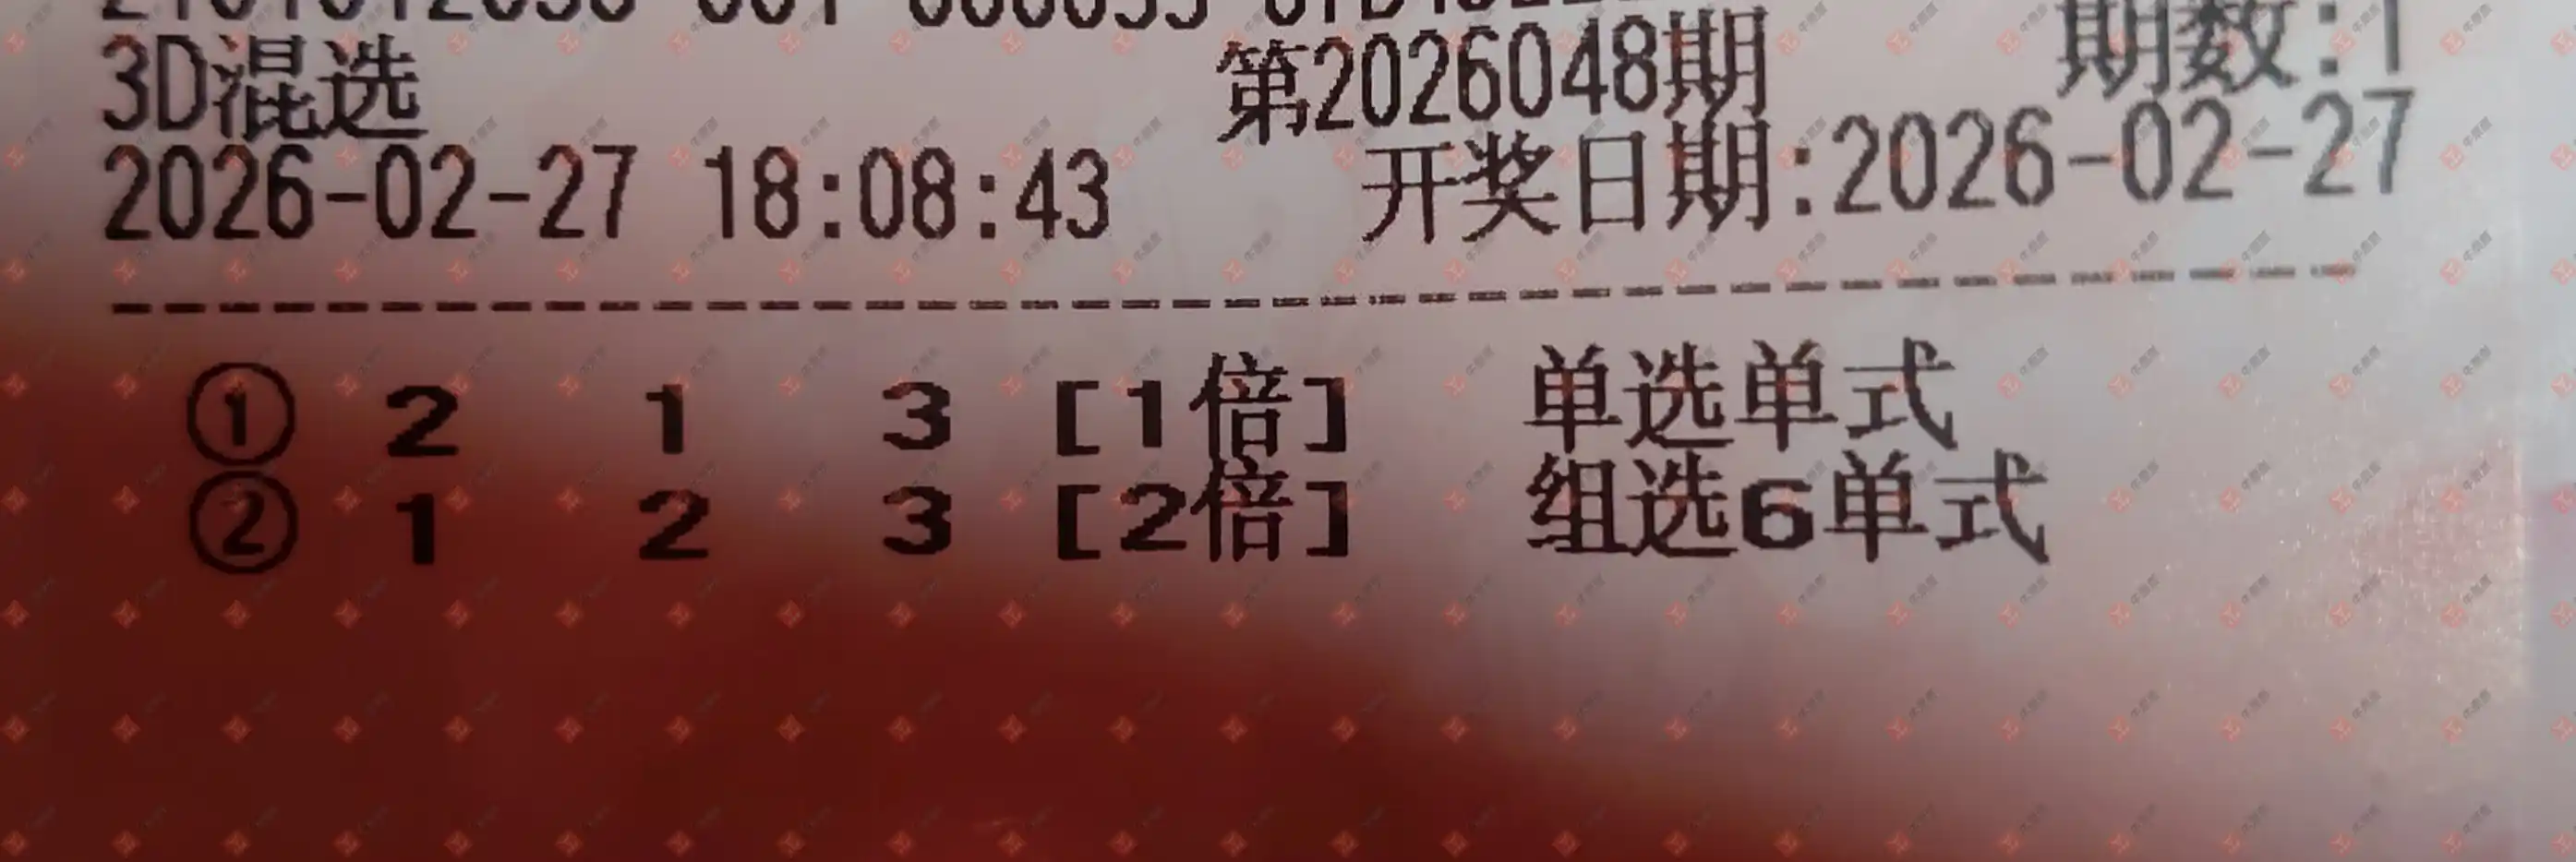 期数:1
3D混选 第2026048期
2026-02-27 18:08:43 开奖日期:2026-02-27
① 2 1 3 [1倍] 单选单式
② 1 2 3 [2倍] 组选6单式